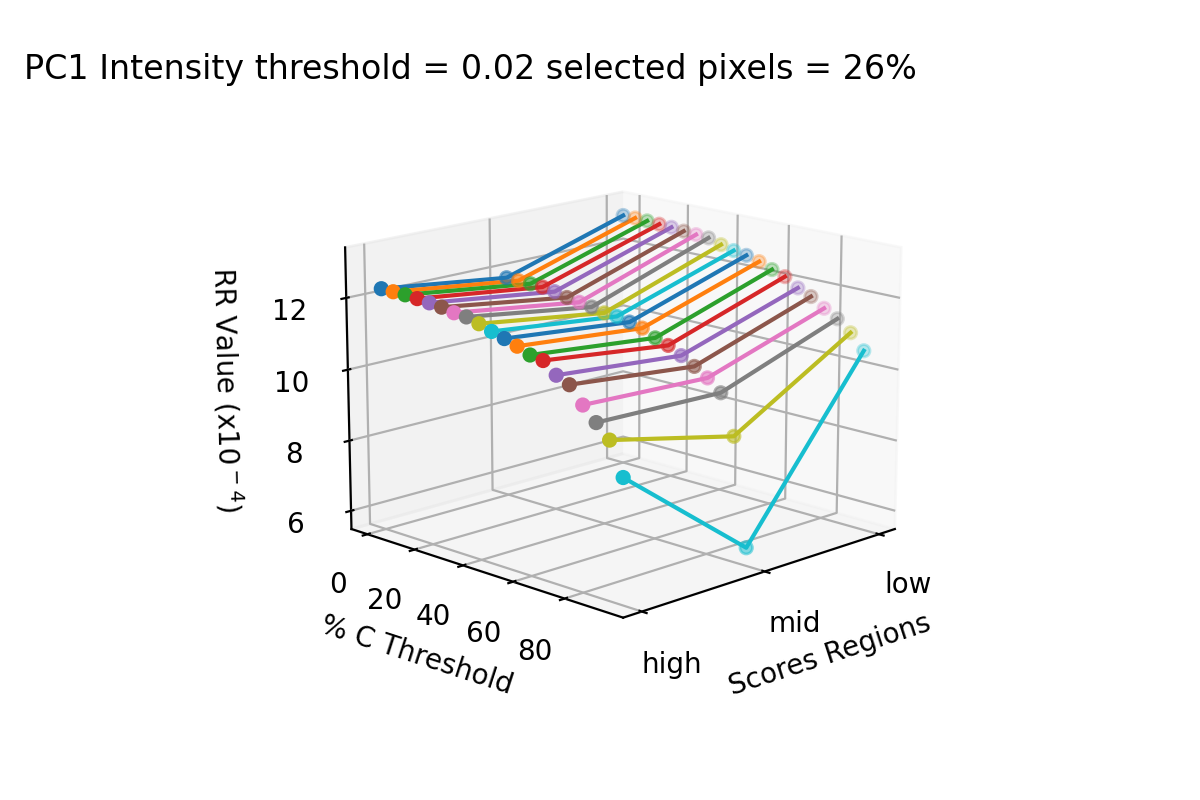 PC1 Intensity threshold = 0.02 selected pixels = 26%
RR Value (x10⁻⁴)
12
10
8
6
0
20
40
60
80
% C Threshold
high
mid
low
Scores Regions